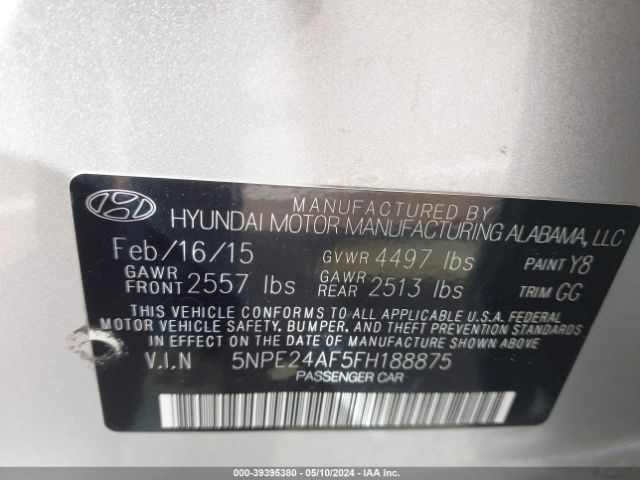 MANUFACTURED BY
HYUNDAI MOTOR MANUFACTURING ALABAMA, LLC
Feb/16/15 GVWR 4497 lbs PAINT Y8
GAWR FRONT 2557 lbs GAWR REAR 2513 lbs TRIM GG
THIS VEHICLE CONFORMS TO ALL APPLICABLE U.S.A. FEDERAL
MOTOR VEHICLE SAFETY, BUMPER, AND THEFT PREVENTION STANDARDS
IN EFFECT ON THE DATE OF MANUFACTURE SHOWN ABOVE
V.I.N 5NPE24AF5FH188875
PASSENGER CAR
000-39395380 - 05/10/2024 - IAA Inc.